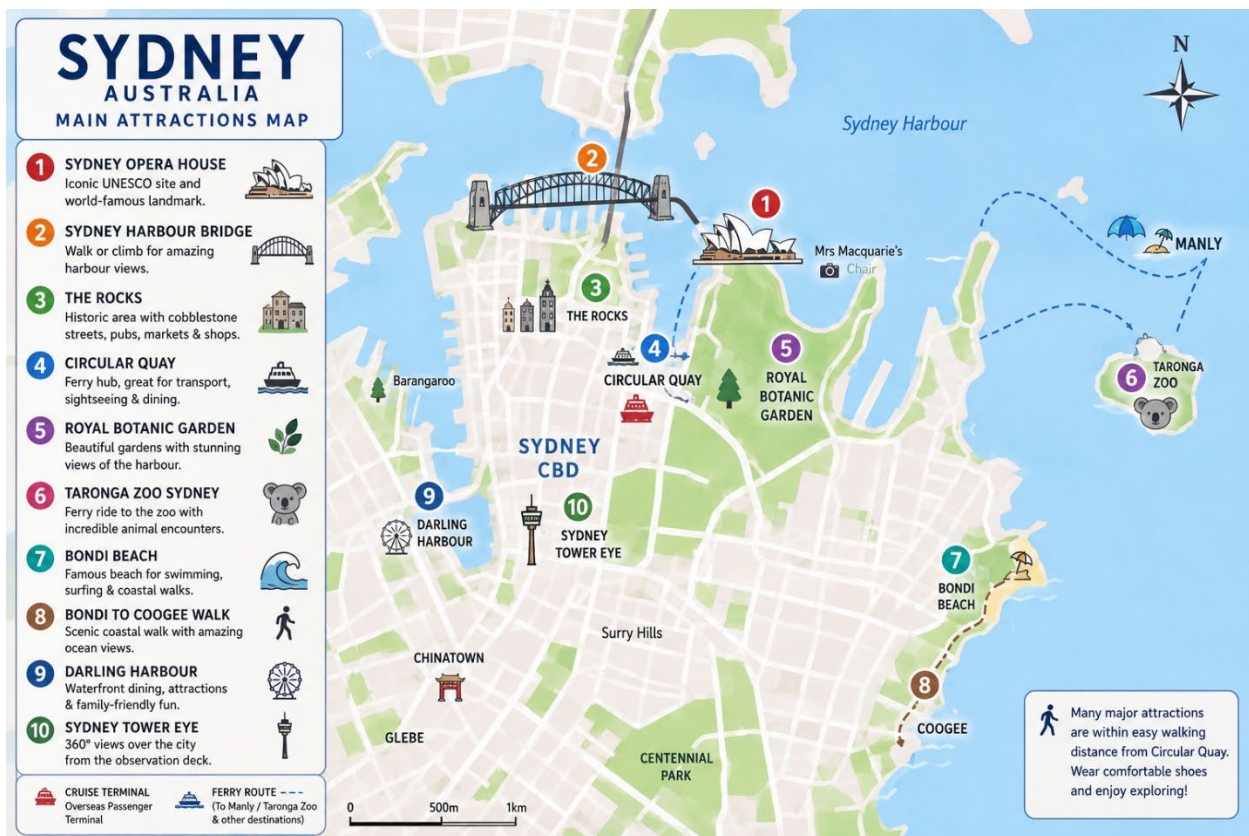 SYDNEY
AUSTRALIA
MAIN ATTRACTIONS MAP
1
SYDNEY OPERA HOUSE
Iconic UNESCO site and
world-famous landmark.
2
SYDNEY HARBOUR BRIDGE
Walk or climb for amazing
harbour views.
3
THE ROCKS
Historic area with cobblestone
streets, pubs, markets & shops.
4
CIRCULAR QUAY
Ferry hub, great for transport,
sightseeing & dining.
5
ROYAL BOTANIC GARDEN
Beautiful gardens with stunning
views of the harbour.
6
TARONGA ZOO SYDNEY
Ferry ride to the zoo with
incredible animal encounters.
7
BONDI BEACH
Famous beach for swimming,
surfing & coastal walks.
8
BONDI TO COOGEE WALK
Scenic coastal walk with amazing
ocean views.
9
DARLING HARBOUR
Waterfront dining, attractions
& family-friendly fun.
10
SYDNEY TOWER EYE
360° views over the city
from the observation deck.
CRUISE TERMINAL
Overseas Passenger
Terminal
FERRY ROUTE
(To Manly / Taronga Zoo
& other destinations)
N
Sydney Harbour
2
1
Mrs Macquarie's
Chair
MANLY
3
THE ROCKS
4
CIRCULAR QUAY
5
ROYAL
BOTANIC
GARDEN
6
TARONGA
ZOO
Barangaroo
SYDNEY
CBD
9
DARLING
HARBOUR
10
SYDNEY
TOWER EYE
7
BONDI
BEACH
Surry Hills
CHINATOWN
8
COOGEE
GLEBE
CENTENNIAL
PARK
0
500m
1km
Many major attractions
are within easy walking
distance from Circular Quay.
Wear comfortable shoes
and enjoy exploring!